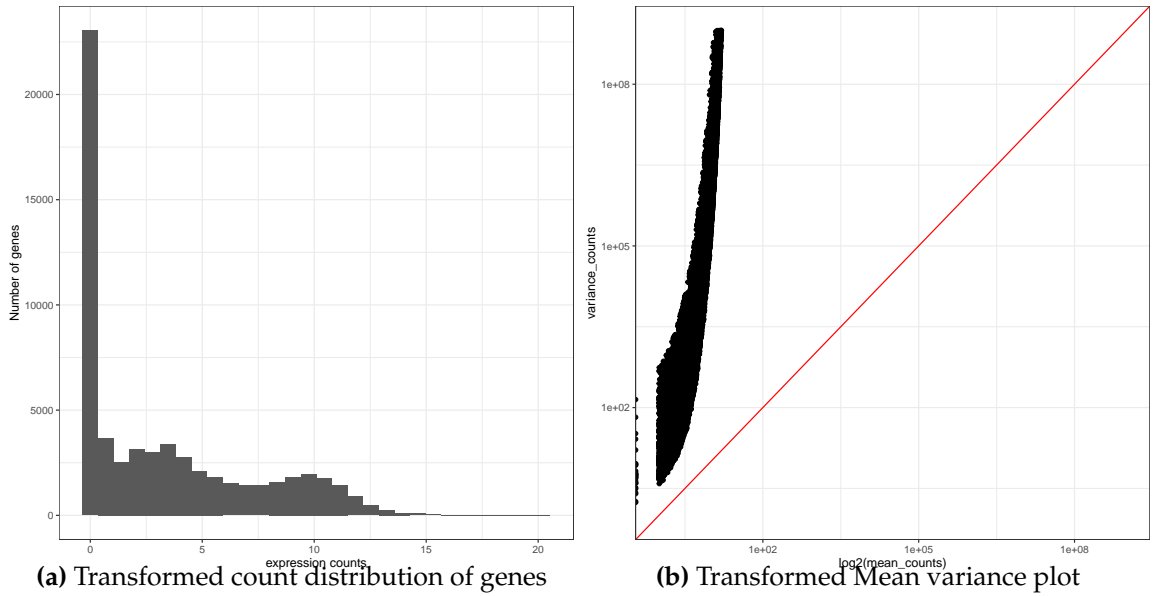 Number of genes
20000
15000
10000
5000
0
0 5 10 15 20
expression counts
(a) Transformed count distribution of genes
variance_counts
1e+08
1e+05
1e+02
1e+02 1e+05 1e+08
log2(mean_counts)
(b) Transformed Mean variance plot